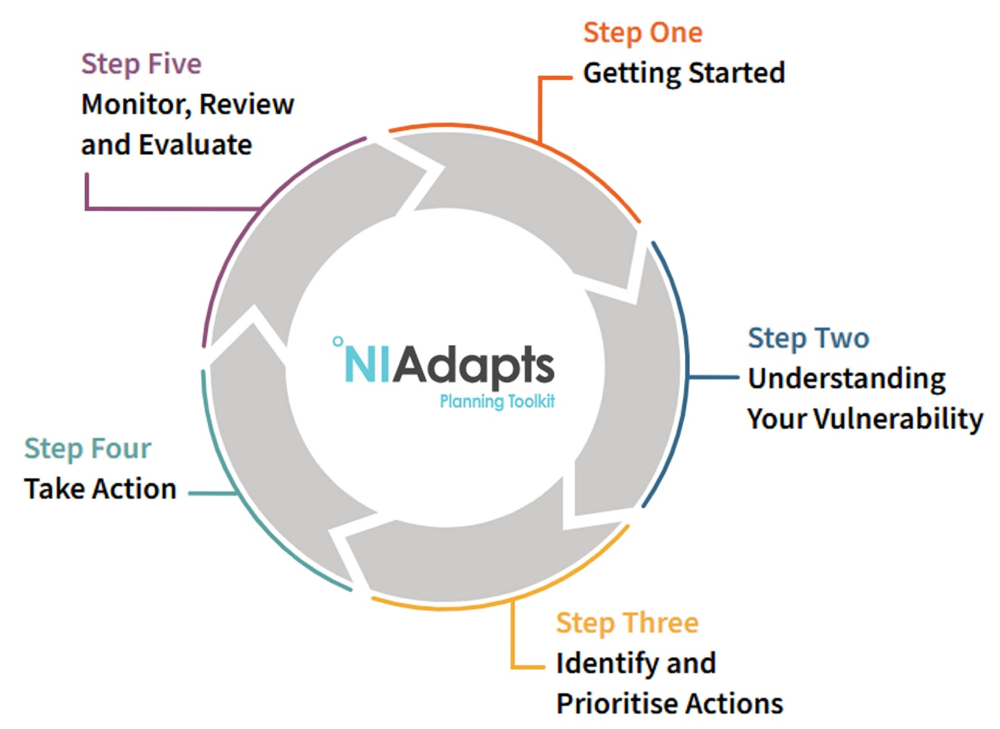 Step One
Getting Started
Step Two
Understanding
Your Vulnerability
Step Three
Identify and
Prioritise Actions
Step Four
Take Action
Step Five
Monitor, Review
and Evaluate
°NIAdapts
Planning Toolkit